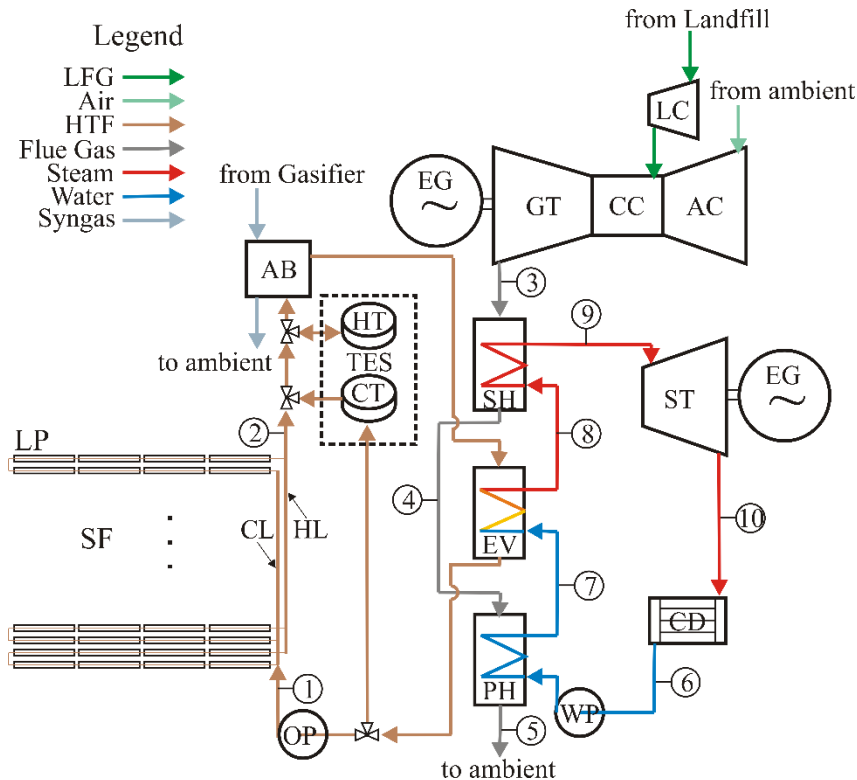 from Landfill
Legend
LFG
Air
HTF
Flue Gas
Steam
Water
Syngas
LC
from ambient
from Gasifier
EG
~
GT
CC
AC
AB
3
HT
TES
CT
to ambient
9
SH
ST
EG
~
2
LP
8
4
10
SF
CL
HL
EV
7
CD
6
1
PH
OP
WP
5
to ambient